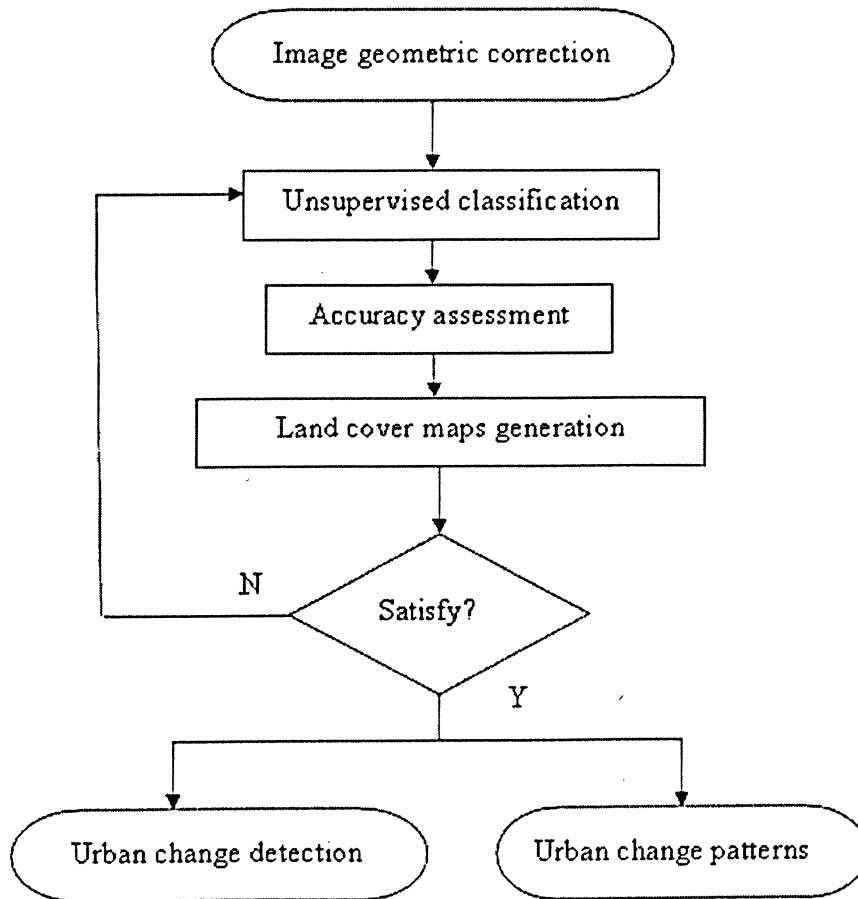 Image geometric correction
Unsupervised classification
Accuracy assessment
Land cover maps generation
N
Satisfy?
Y
Urban change detection
Urban change patterns